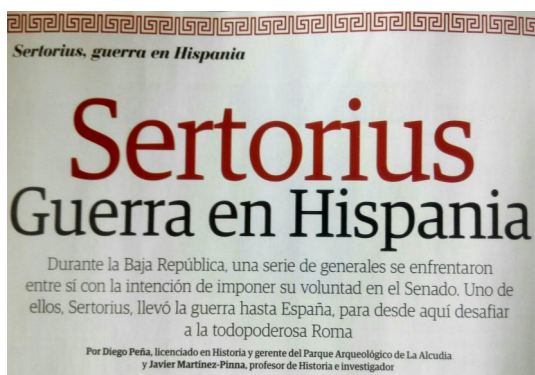 Sertorius, guerra en Hispania
Sertorius
Guerra en Hispania
Durante la Baja República, una serie de generales se enfrentaron
entre sí con la intención de imponer su voluntad en el Senado. Uno de
ellos, Sertorius, llevó la guerra hasta España, para desde aquí desafiar
a la todopoderosa Roma
Por Diego Peña, licenciado en Historia y gerente del Parque Arqueológico de La Alcudia
y Javier Martínez-Pinna, profesor de Historia e investigador